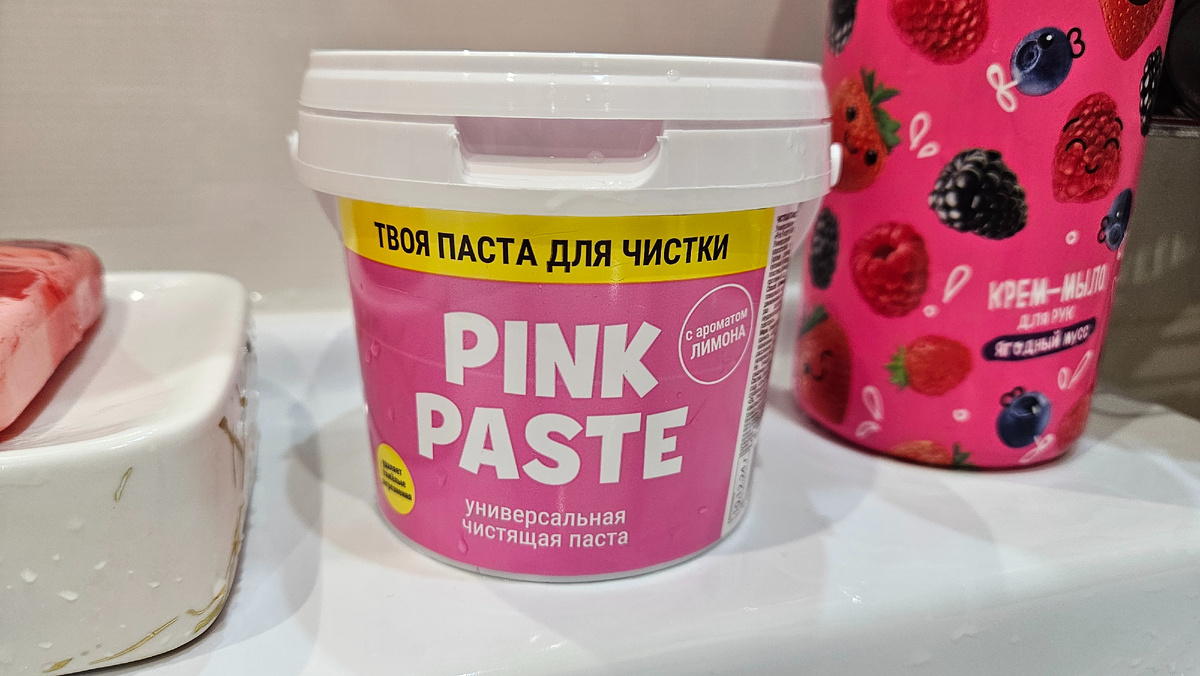 ТВОЯ ПАСТА ДЛЯ ЧИСТКИ
с ароматом
ЛИМОНА
PINK
PASTE
универсальная
чистящая паста
КРЕМ-МЫЛО
ДЛЯ РУК
ЯГОДНЫЙ МУСС